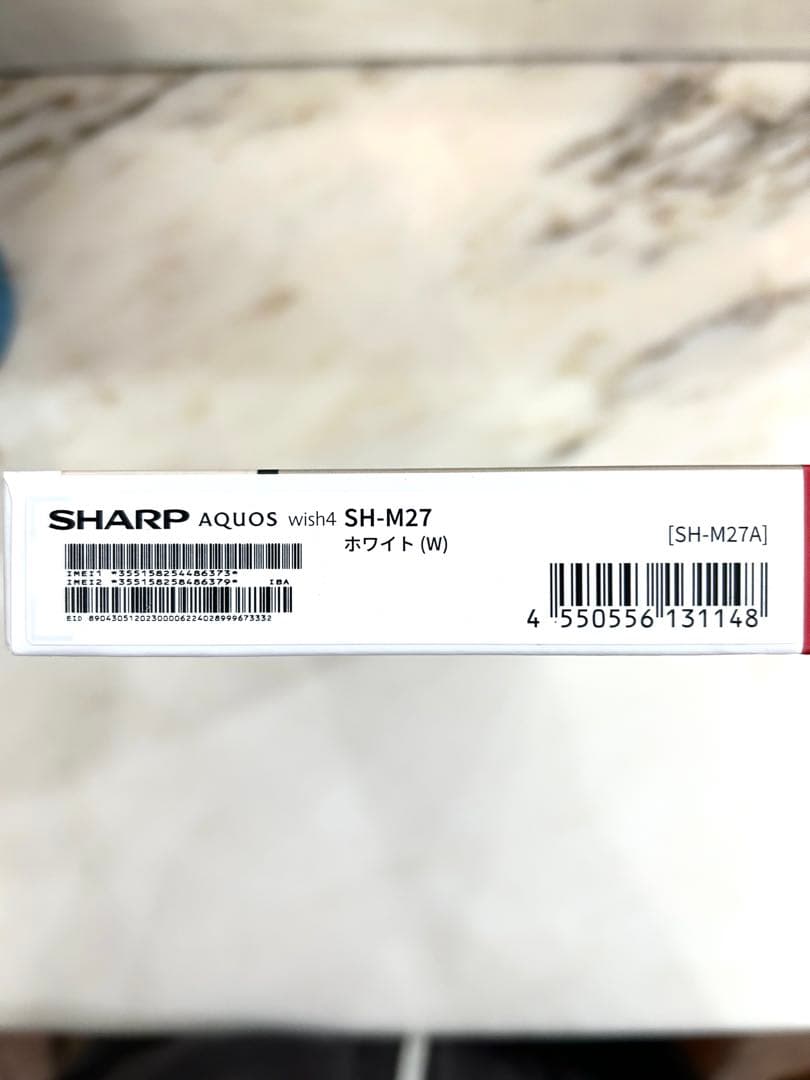 SHARP AQUOS wish4 SH-M27
ホワイト (W)
[SH-M27A]
IMEI1 *355158254486373*
IMEI2 *355158258486379* IBA
EID 89043051202300006224028999673332
4 550556 131148